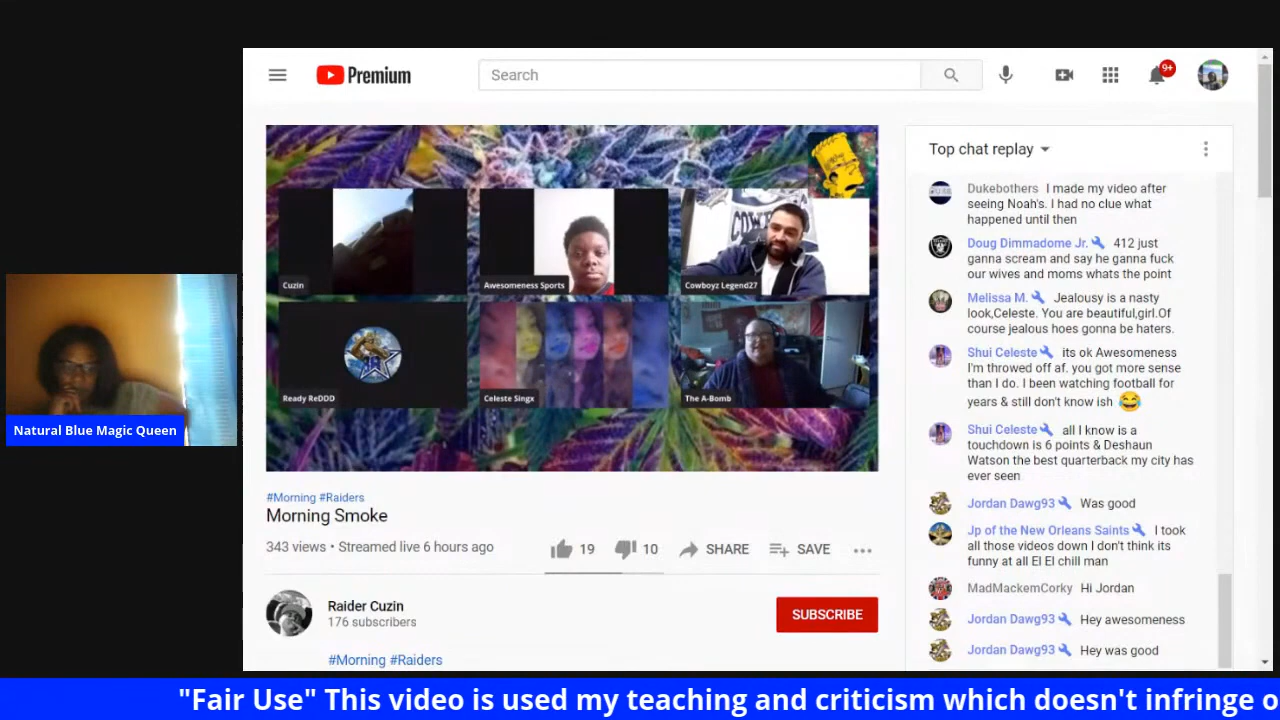 Premium
Search
9+
Cuzin
Awesomeness Sports
Cowboyz Legend27
Ready ReDDD
Celeste Singx
The A-Bomb
#Morning #Raiders
Morning Smoke
343 views • Streamed live 6 hours ago
19
10
SHARE
SAVE
Raider Cuzin
176 subscribers
SUBSCRIBE
#Morning #Raiders
Top chat replay
Dukebothers I made my video after
seeing Noah's. I had no clue what
happened until then
Doug Dimmadome Jr. 412 just
ganna scream and say he ganna fuck
our wives and moms whats the point
Melissa M. Jealousy is a nasty
look,Celeste. You are beautiful,girl.Of
course jealous hoes gonna be haters.
Shui Celeste its ok Awesomeness
I'm throwed off af. you got more sense
than I do. I been watching football for
years & still don't know ish 😂
Shui Celeste all I know is a
touchdown is 6 points & Deshaun
Watson the best quarterback my city has
ever seen
Jordan Dawg93 Was good
Jp of the New Orleans Saints I took
all those videos down I don't think its
funny at all El El chill man
MadMackemCorky Hi Jordan
Jordan Dawg93 Hey awesomeness
Jordan Dawg93 Hey was good
Natural Blue Magic Queen
"Fair Use" This video is used my teaching and criticism which doesn't infringe o